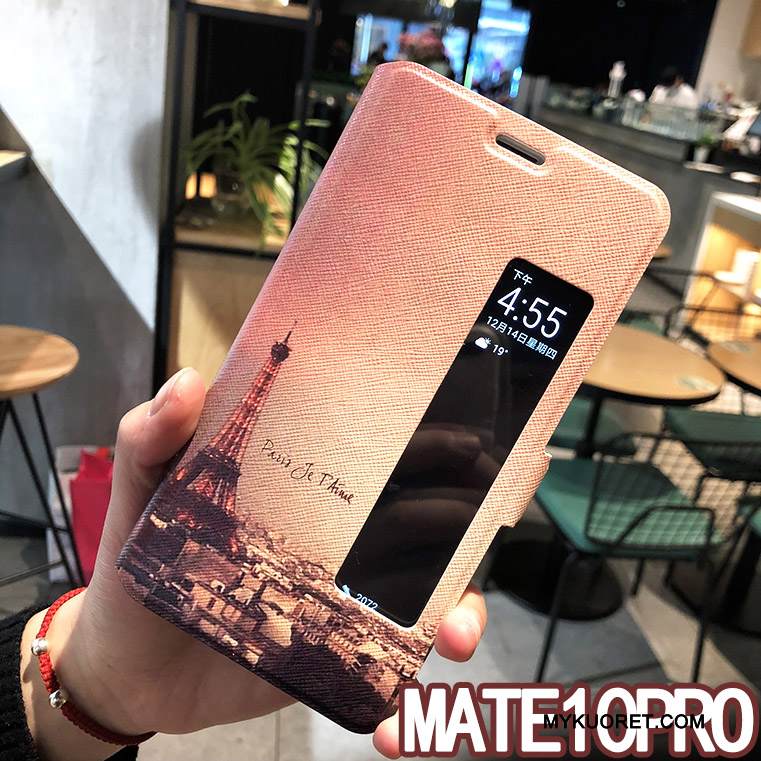 下午
4:55
12月14日星期四
19°
Paris Je T'Aime
2072
MATE10PRO
MYKUORET.COM